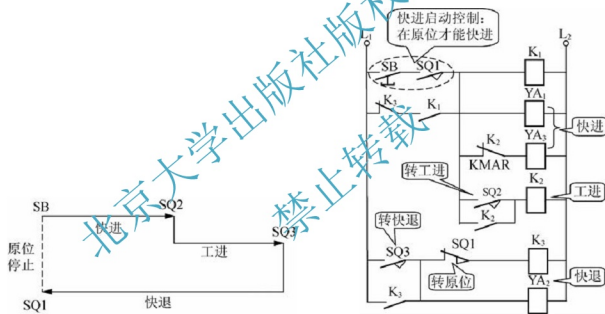 快进启动控制:
在原位才能快进
L1
L2
SB
SQ1
K1
K3
K1
YA1
快进
K2
YA3
KMAR
转工进
SQ2
K2
工进
K2
转快退
SQ3
SQ1
K3
转原位
快退
K3
YA2
SB
SQ2
快进
原位
停止
工进
SQ3
SQ1
快退
北京大学出版社版权
禁止转载